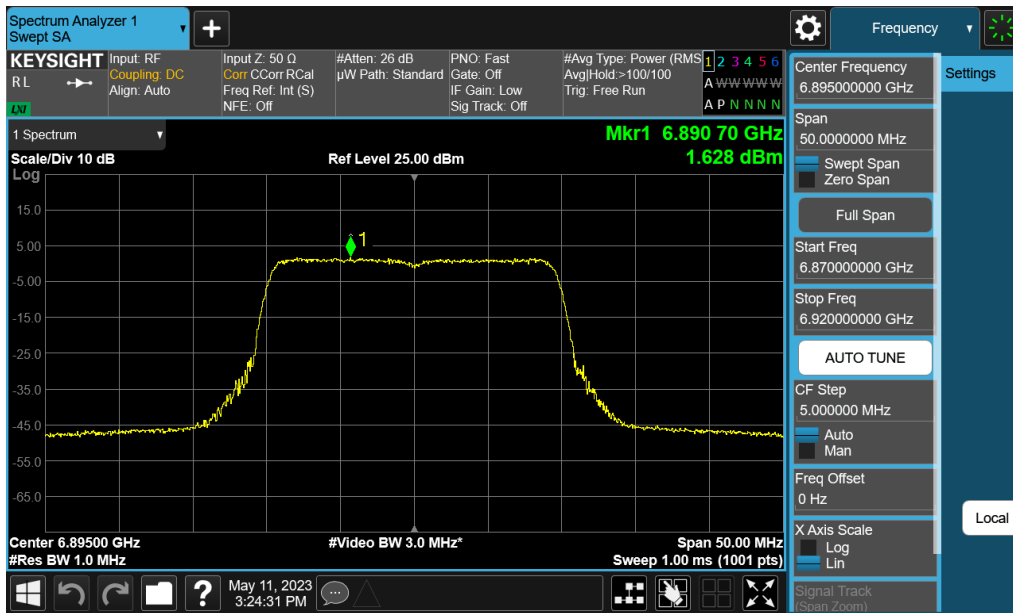 Spectrum Analyzer 1
Swept SA
Frequency
KEYSIGHT
RL
LXI
Input: RF
Coupling: DC
Align: Auto
Input Z: 50 Ω
Corr CCorr RCal
Freq Ref: Int (S)
NFE: Off
#Atten: 26 dB
µW Path: Standard
PNO: Fast
Gate: Off
IF Gain: Low
Sig Track: Off
#Avg Type: Power (RMS
Avg|Hold:>100/100
Trig: Free Run
1 2 3 4 5 6
A W W W W W
A P N N N N
1 Spectrum
Scale/Div 10 dB
Log
Ref Level 25.00 dBm
Mkr1 6.890 70 GHz
1.628 dBm
15.0
5.00
-5.00
-15.0
-25.0
-35.0
-45.0
-55.0
-65.0
1
Center 6.89500 GHz
#Res BW 1.0 MHz
#Video BW 3.0 MHz*
Span 50.00 MHz
Sweep 1.00 ms (1001 pts)
Center Frequency
6.895000000 GHz
Span
50.0000000 MHz
Swept Span
Zero Span
Full Span
Start Freq
6.870000000 GHz
Stop Freq
6.920000000 GHz
AUTO TUNE
CF Step
5.000000 MHz
Auto
Man
Freq Offset
0 Hz
X Axis Scale
Log
Lin
Signal Track
(Span Zoom)
Settings
Local
?
May 11, 2023
3:24:31 PM